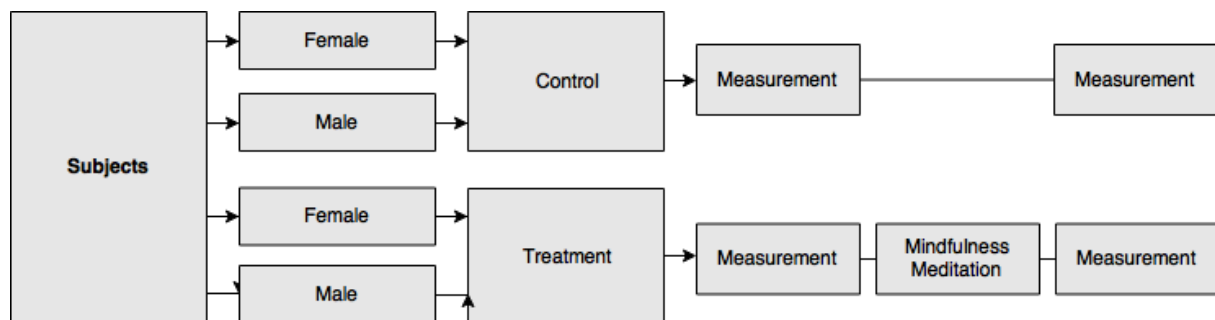 Female
Control
Measurement
Measurement
Male
Subjects
Female
Treatment
Measurement
Mindfulness
Meditation
Measurement
Male